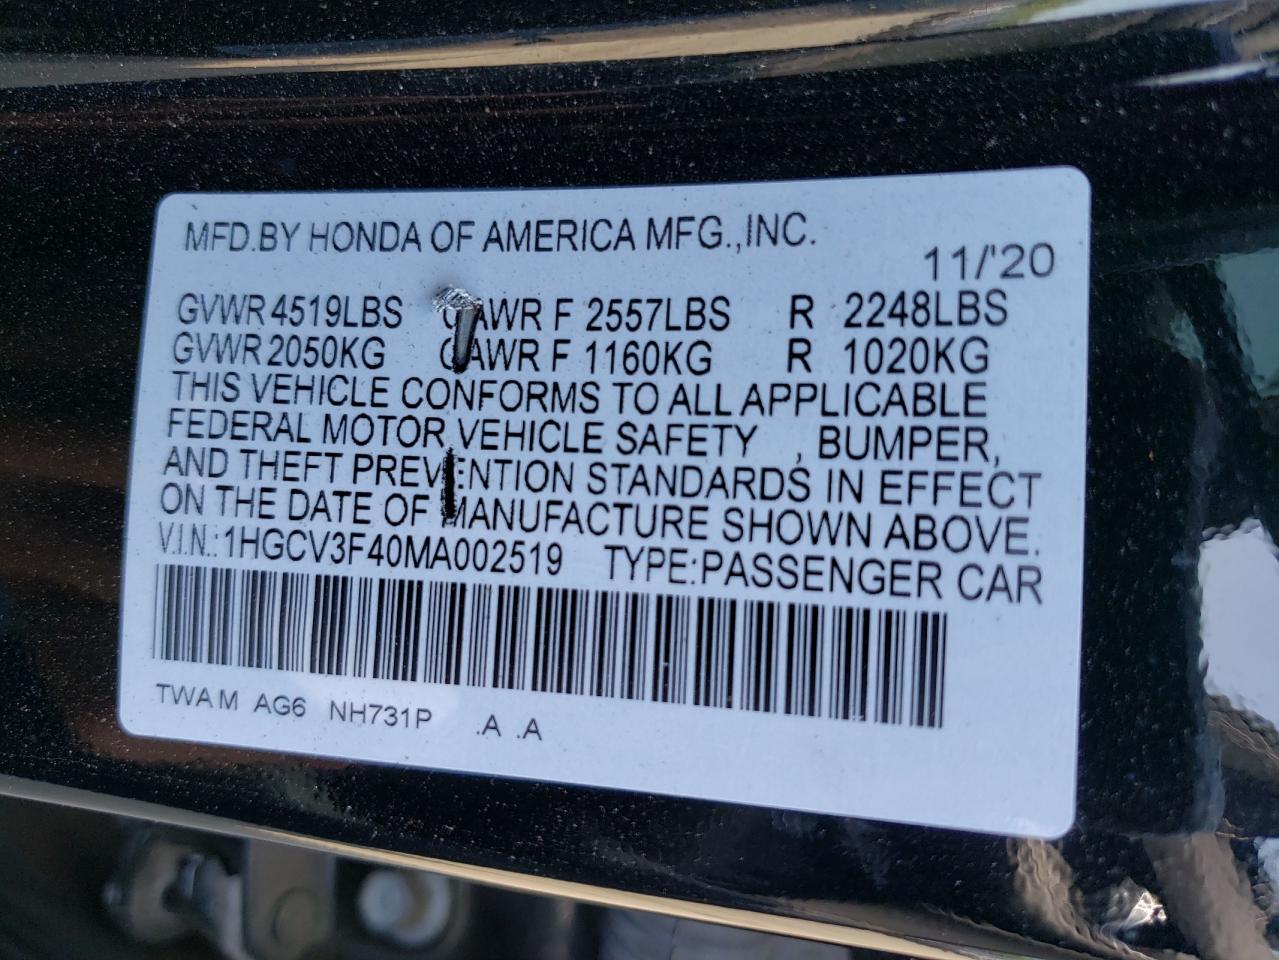 MFD.BY HONDA OF AMERICA MFG.,INC.
11/'20
GVWR 4519LBS GAWR F 2557LBS R 2248LBS
GVWR 2050KG GAWR F 1160KG R 1020KG
THIS VEHICLE CONFORMS TO ALL APPLICABLE
FEDERAL MOTOR VEHICLE SAFETY , BUMPER,
AND THEFT PREVENTION STANDARDS IN EFFECT
ON THE DATE OF MANUFACTURE SHOWN ABOVE.
V.I.N.: 1HGCV3F40MA002519 TYPE:PASSENGER CAR
TWA M AG6 NH731P .A .A